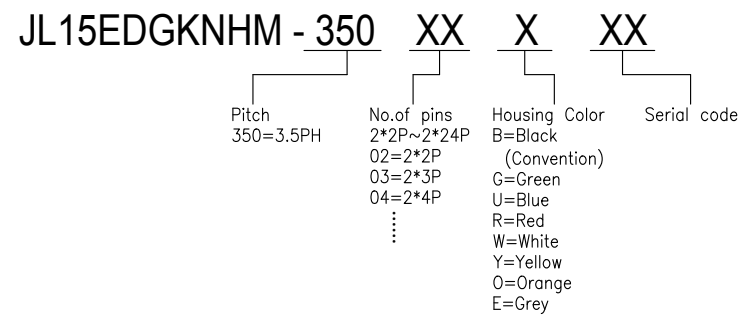 JL15EDGKNHM - 350 XX X XX
Pitch
350=3.5PH
No.of pins
2*2P~2*24P
02=2*2P
03=2*3P
04=2*4P
Housing Color
B=Black
(Convention)
G=Green
U=Blue
R=Red
W=White
Y=Yellow
O=Orange
E=Grey
Serial code